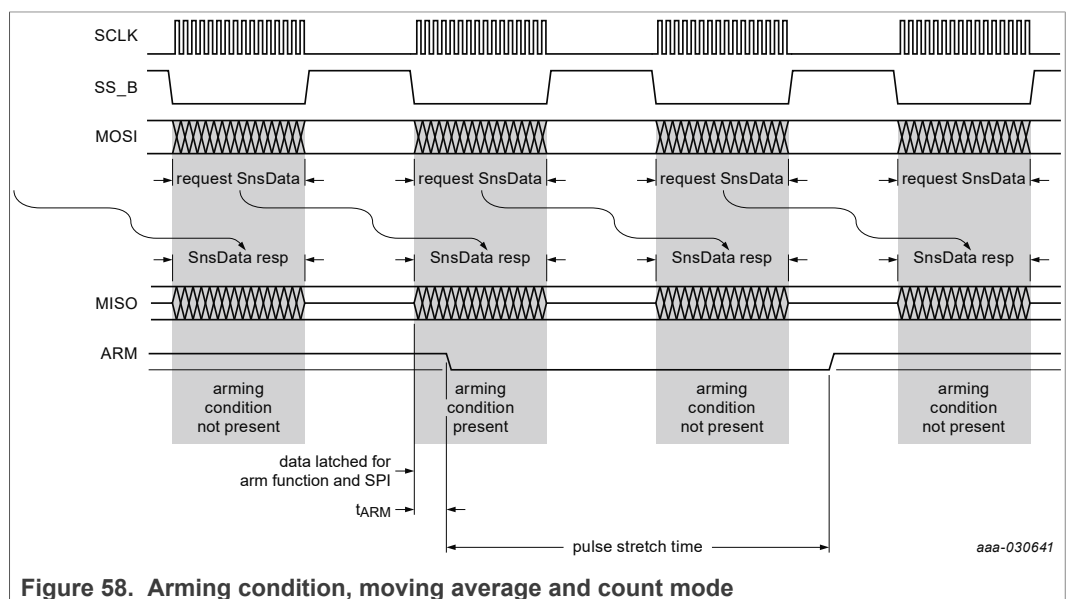 SCLK
SS_B
MOSI
request SnsData
request SnsData
request SnsData
request SnsData
SnsData resp
SnsData resp
SnsData resp
SnsData resp
MISO
ARM
arming
condition
not present
arming
condition
present
arming
condition
not present
arming
condition
not present
data latched for
arm function and SPI
tARM
pulse stretch time
aaa-030641
Figure 58. Arming condition, moving average and count mode